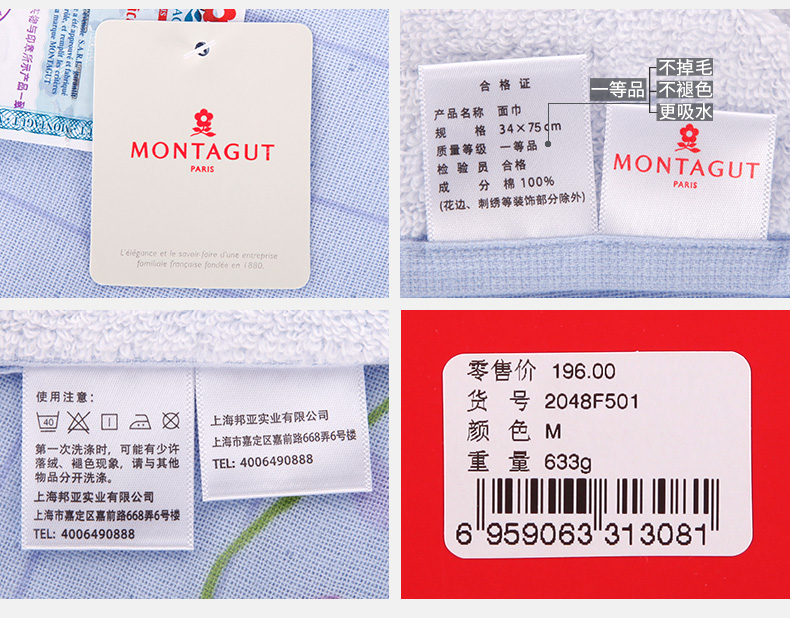 MONTAGUT
PARIS
L'élégance et le savoir-faire d'une entreprise
familiale française fondée en 1880.
合格证
产品名称 面巾
规格 34×75cm
质量等级 一等品
检验员 合格
成分 棉 100%
(花边、刺绣等装饰部分除外)
一等品
不掉毛
不褪色
更吸水
MONTAGUT
PARIS
使用注意:
40
第一次洗涤时,可能有少许
落绒、褪色现象,请与其他
物品分开洗涤。
上海邦亚实业有限公司
上海市嘉定区嘉前路668弄6号楼
TEL: 4006490888
上海邦亚实业有限公司
上海市嘉定区嘉前路668弄6号楼
TEL: 4006490888
零售价 196.00
货号 2048F501
颜色 M
重量 633g
6 959063 313081